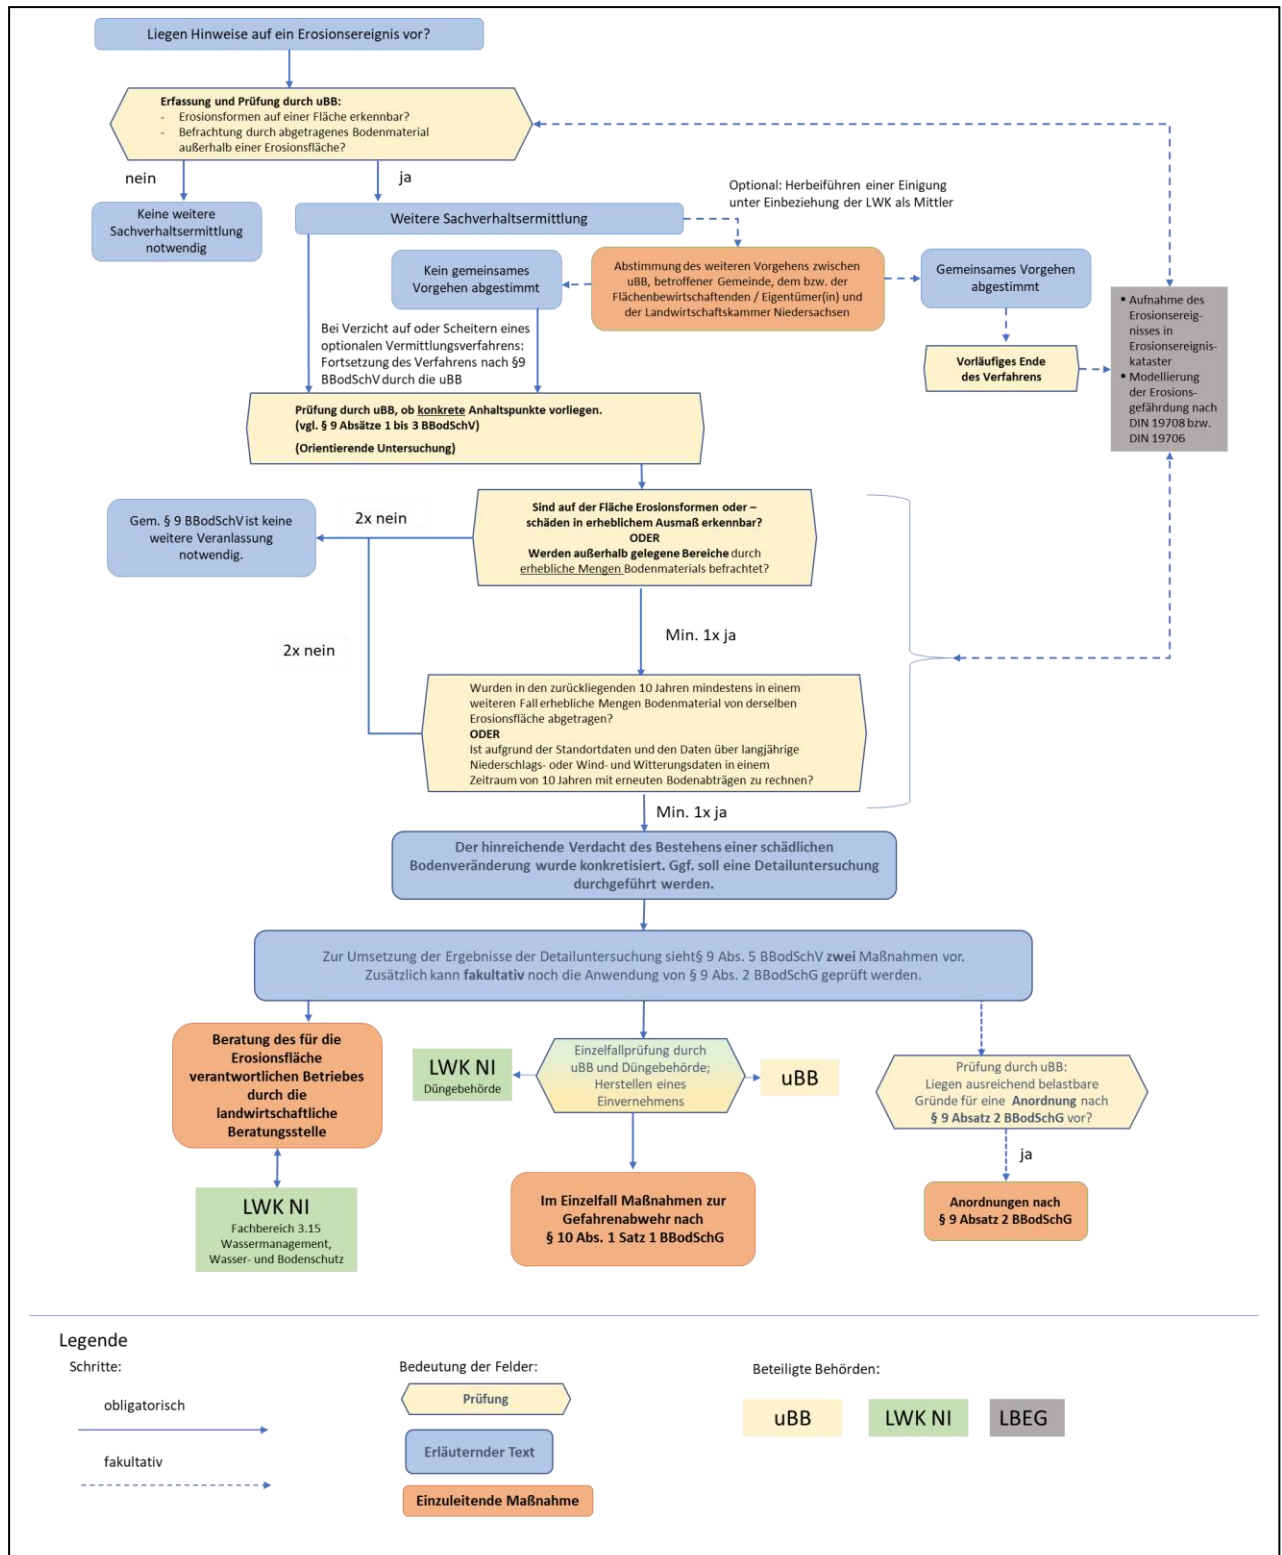 Liegen Hinweise auf ein Erosionsereignis vor?
Erfassung und Prüfung durch uBB:
- Erosionsformen auf einer Fläche erkennbar?
- Befrachtung durch abgetragenes Bodenmaterial
außerhalb einer Erosionsfläche?
nein
ja
Keine weitere
Sachverhaltsermittlung
notwendig
Weitere Sachverhaltsermittlung
Optional: Herbeiführen einer Einigung
unter Einbeziehung der LWK als Mittler
Kein gemeinsames
Vorgehen abgestimmt
Abstimmung des weiteren Vorgehens zwischen
uBB, betroffener Gemeinde, dem bzw. der
Flächenbewirtschaftenden / Eigentümer(in) und
der Landwirtschaftskammer Niedersachsen
Gemeinsames Vorgehen
abgestimmt
▪ Aufnahme des
Erosionsereig-
nisses in
Erosionsereignis-
kataster
▪ Modellierung
der Erosions-
gefährdung nach
DIN 19708 bzw.
DIN 19706
Bei Verzicht auf oder Scheitern eines
optionalen Vermittlungsverfahrens:
Fortsetzung des Verfahrens nach §9
BBodSchV durch die uBB
Vorläufiges Ende
des Verfahrens
Prüfung durch uBB, ob konkrete Anhaltspunkte vorliegen.
(vgl. § 9 Absätze 1 bis 3 BBodSchV)
(Orientierende Untersuchung)
Gem. § 9 BBodSchV ist keine
weitere Veranlassung
notwendig.
2x nein
Sind auf der Fläche Erosionsformen oder –
schäden in erheblichem Ausmaß erkennbar?
ODER
Werden außerhalb gelegene Bereiche durch
erhebliche Mengen Bodenmaterials befrachtet?
Min. 1x ja
2x nein
Wurden in den zurückliegenden 10 Jahren mindestens in einem
weiteren Fall erhebliche Mengen Bodenmaterial von derselben
Erosionsfläche abgetragen?
ODER
Ist aufgrund der Standortdaten und den Daten über langjährige
Niederschlags- oder Wind- und Witterungsdaten in einem
Zeitraum von 10 Jahren mit erneuten Bodenabträgen zu rechnen?
Min. 1x ja
Der hinreichende Verdacht des Bestehens einer schädlichen
Bodenveränderung wurde konkretisiert. Ggf. soll eine Detailuntersuchung
durchgeführt werden.
Zur Umsetzung der Ergebnisse der Detailuntersuchung sieht§ 9 Abs. 5 BBodSchV zwei Maßnahmen vor.
Zusätzlich kann fakultativ noch die Anwendung von § 9 Abs. 2 BBodSchG geprüft werden.
Beratung des für die
Erosionsfläche
verantwortlichen Betriebes
durch die
landwirtschaftliche
Beratungsstelle
LWK NI
Düngebehörde
Einzelfallprüfung durch
uBB und Düngebehörde;
Herstellen eines
Einvernehmens
uBB
Prüfung durch uBB:
Liegen ausreichend belastbare
Gründe für eine Anordnung nach
§ 9 Absatz 2 BBodSchG vor?
ja
LWK NI
Fachbereich 3.15
Wassermanagement,
Wasser- und Bodenschutz
Im Einzelfall Maßnahmen zur
Gefahrenabwehr nach
§ 10 Abs. 1 Satz 1 BBodSchG
Anordnungen nach
§ 9 Absatz 2 BBodSchG
Legende
Schritte:
obligatorisch
fakultativ
Bedeutung der Felder:
Prüfung
Erläuternder Text
Einzuleitende Maßnahme
Beteiligte Behörden:
uBB
LWK NI
LBEG